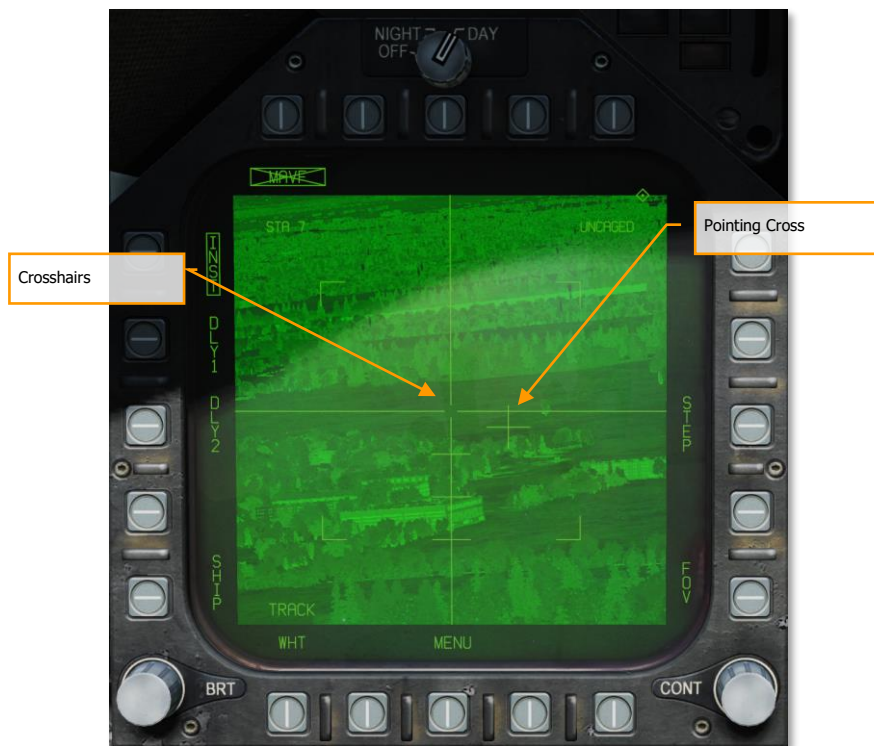 NIGHT DAY
OFF
MAVF
STA 7 UNCAGED
Pointing Cross
Crosshairs
INST
DLY1
DLY2
STEP
SHIP
FOV
TRACK
WHT MENU
BRT CONT